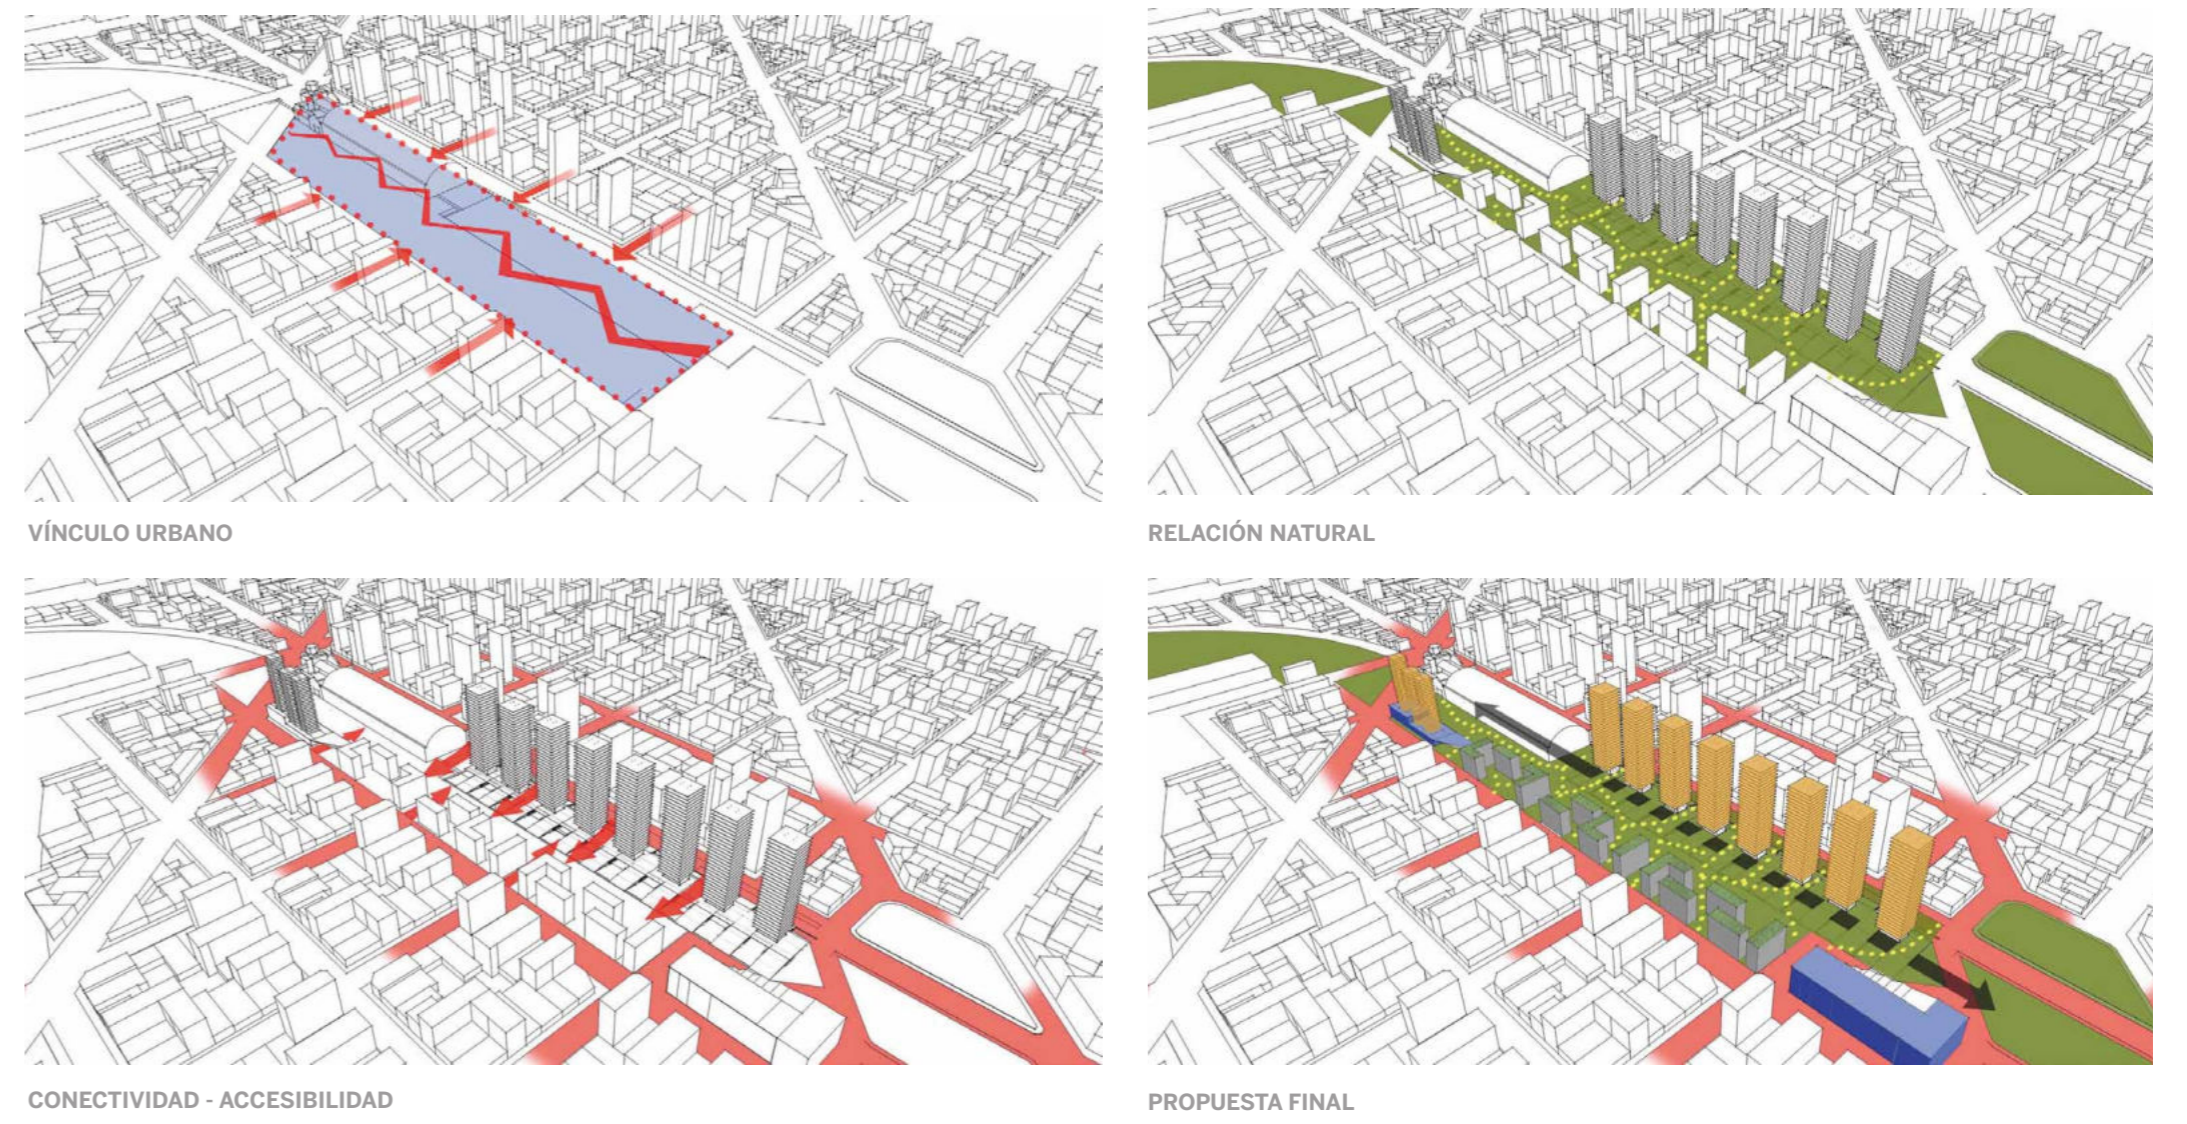 VÍNCULO URBANO
RELACIÓN NATURAL
CONECTIVIDAD - ACCESIBILIDAD
PROPUESTA FINAL